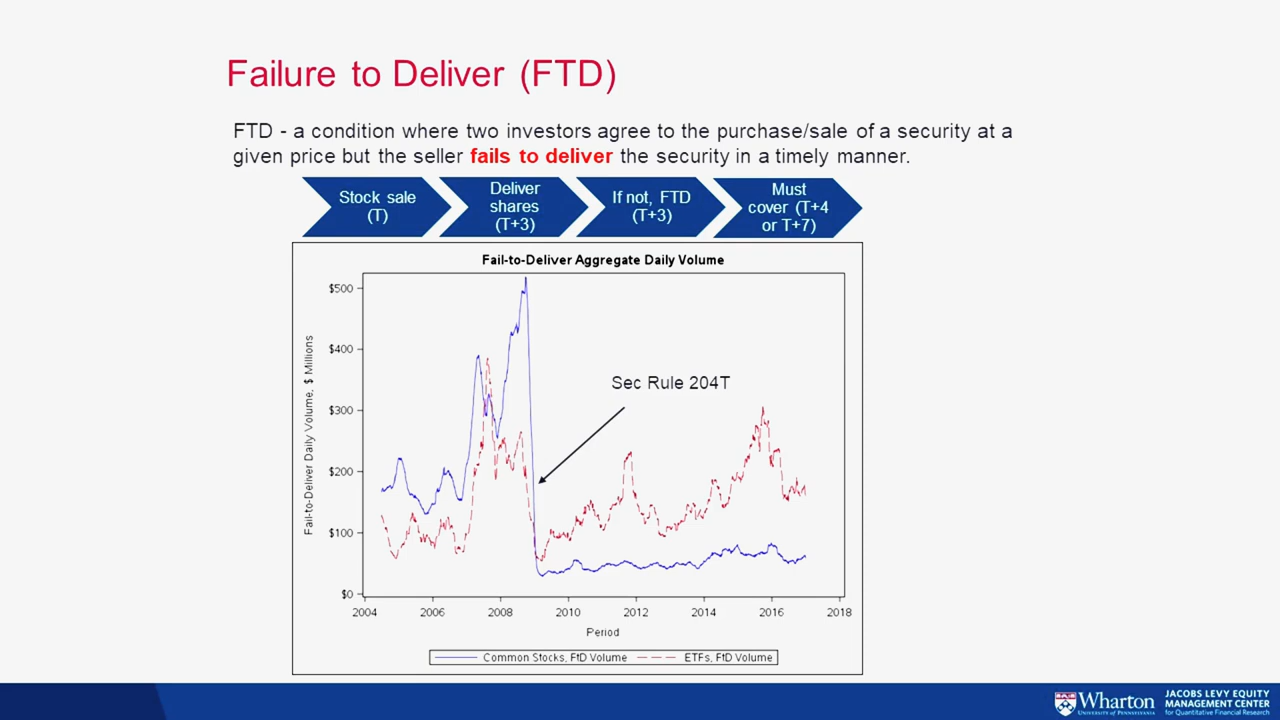 Failure to Deliver (FTD)
FTD - a condition where two investors agree to the purchase/sale of a security at a
given price but the seller fails to deliver the security in a timely manner.
Stock sale
(T)
Deliver
shares
(T+3)
If not, FTD
(T+3)
Must
cover (T+4
or T+7)
Fail-to-Deliver Aggregate Daily Volume
Fail-to-Deliver Daily Volume, $ Millions
$500
$400
$300
$200
$100
$0
Sec Rule 204T
2004 2006 2008 2010 2012 2014 2016 2018
Period
Common Stocks, FtD Volume ETFs, FtD Volume
Wharton
UNIVERSITY of PENNSYLVANIA
JACOBS LEVY EQUITY
MANAGEMENT CENTER
for Quantitative Financial Research